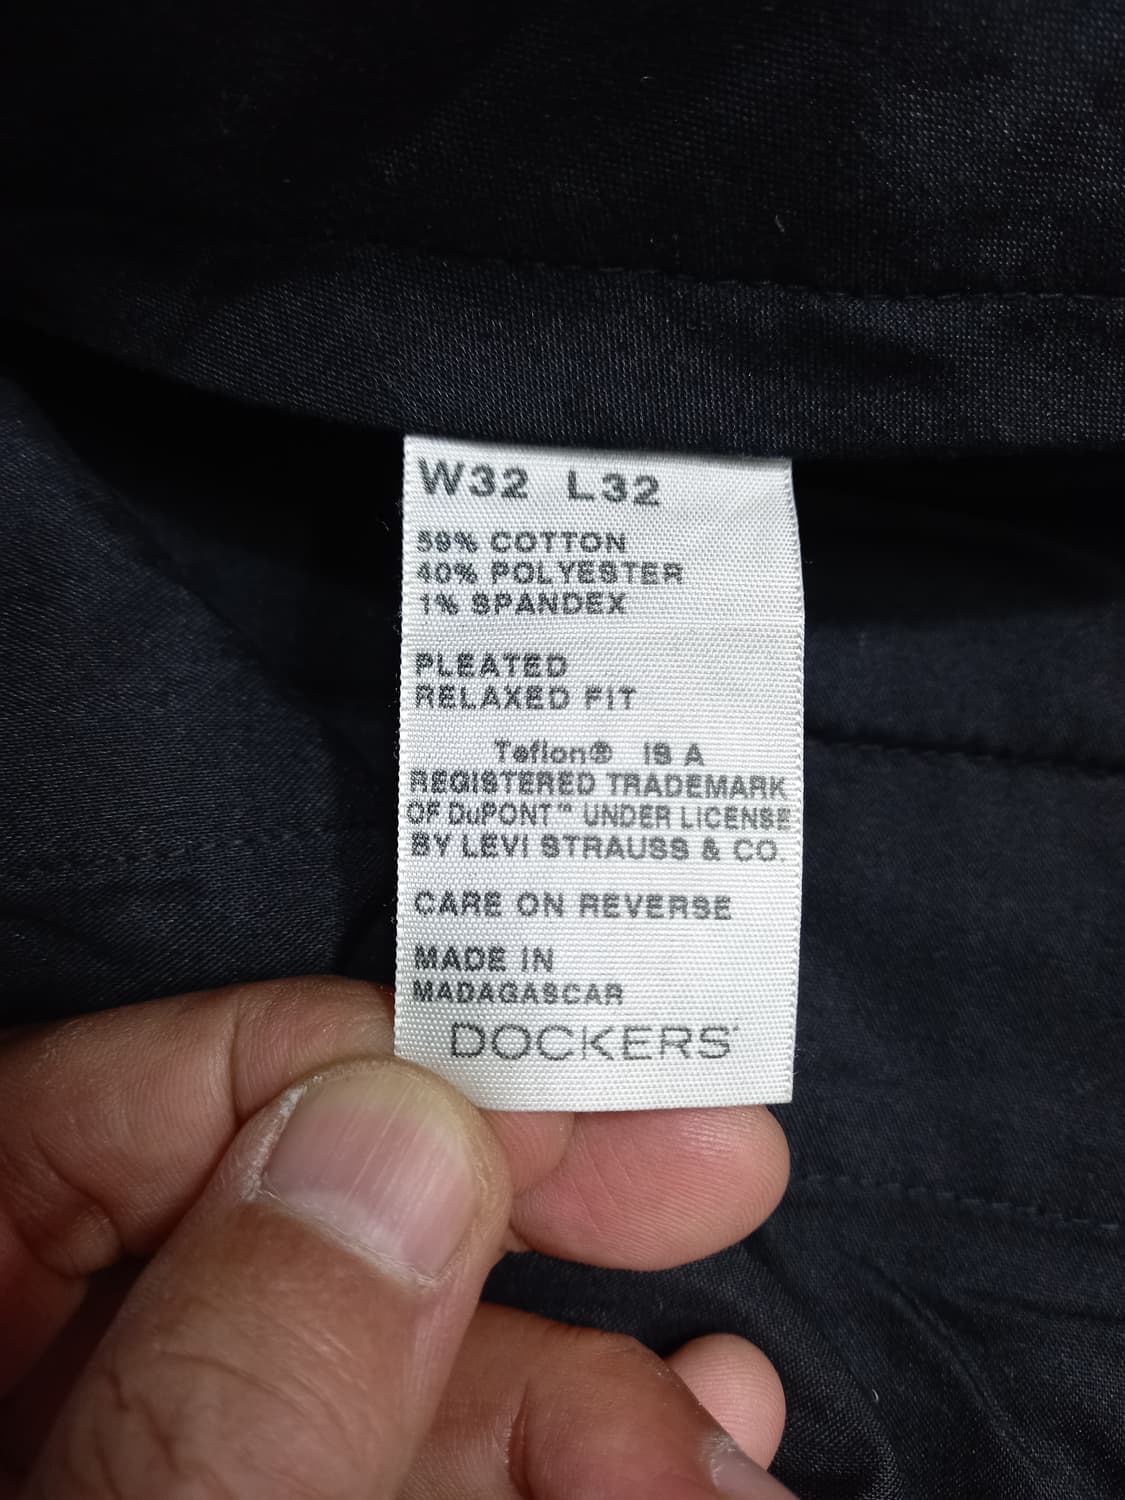 W32 L32
59% COTTON
40% POLYESTER
1% SPANDEX
PLEATED
RELAXED FIT
Teflon® IS A
REGISTERED TRADEMARK
OF DuPONT™ UNDER LICENSE
BY LEVI STRAUSS & CO.
CARE ON REVERSE
MADE IN
MADAGASCAR
DOCKERS®